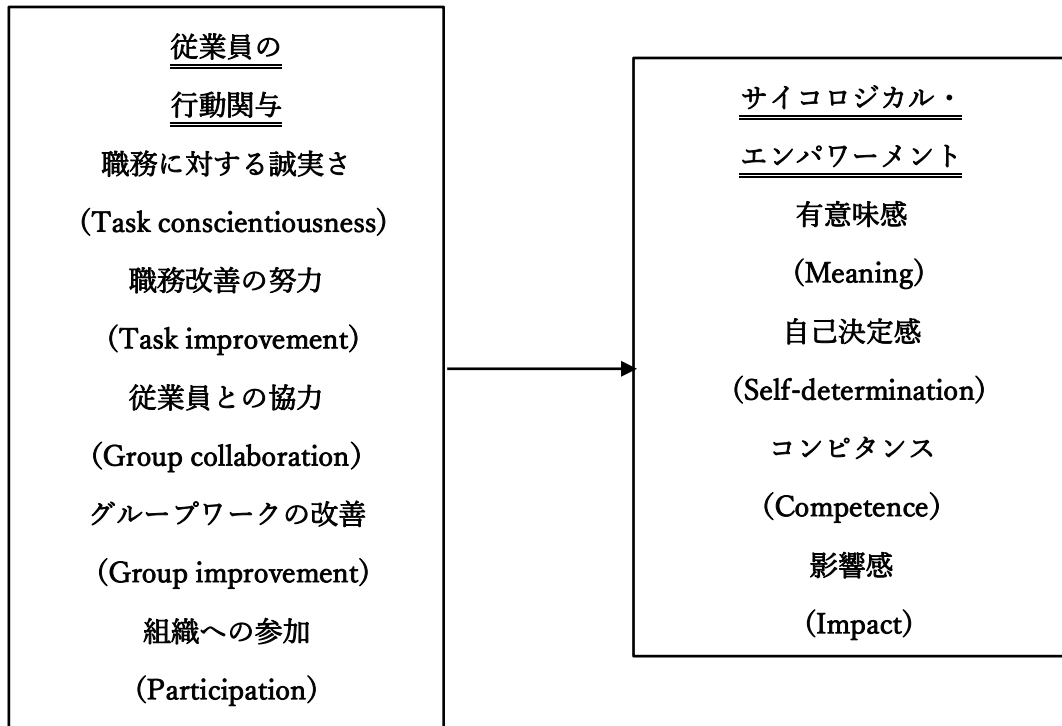 従業員の
行動関与
職務に対する誠実さ
(Task conscientiousness)
職務改善の努力
(Task improvement)
従業員との協力
(Group collaboration)
グループワークの改善
(Group improvement)
組織への参加
(Participation)
サイコロジカル・
エンパワーメント
有意味感
(Meaning)
自己決定感
(Self-determination)
コンピタンス
(Competence)
影響感
(Impact)